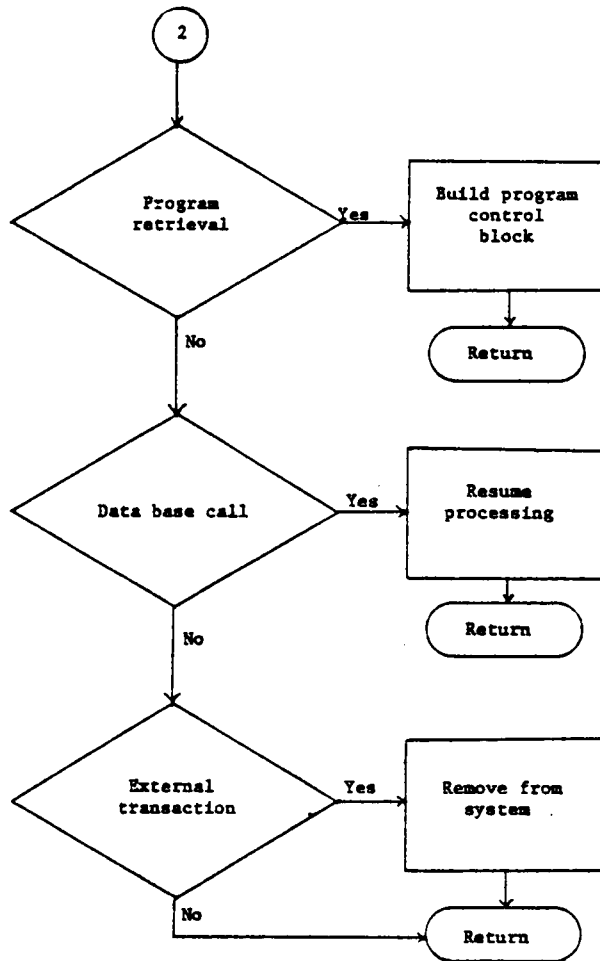 2
Program
retrieval
Yes
Build program
control
block
Return
No
Data base call
Yes
Resume
processing
Return
No
External
transaction
Yes
Remove from
system
No
Return